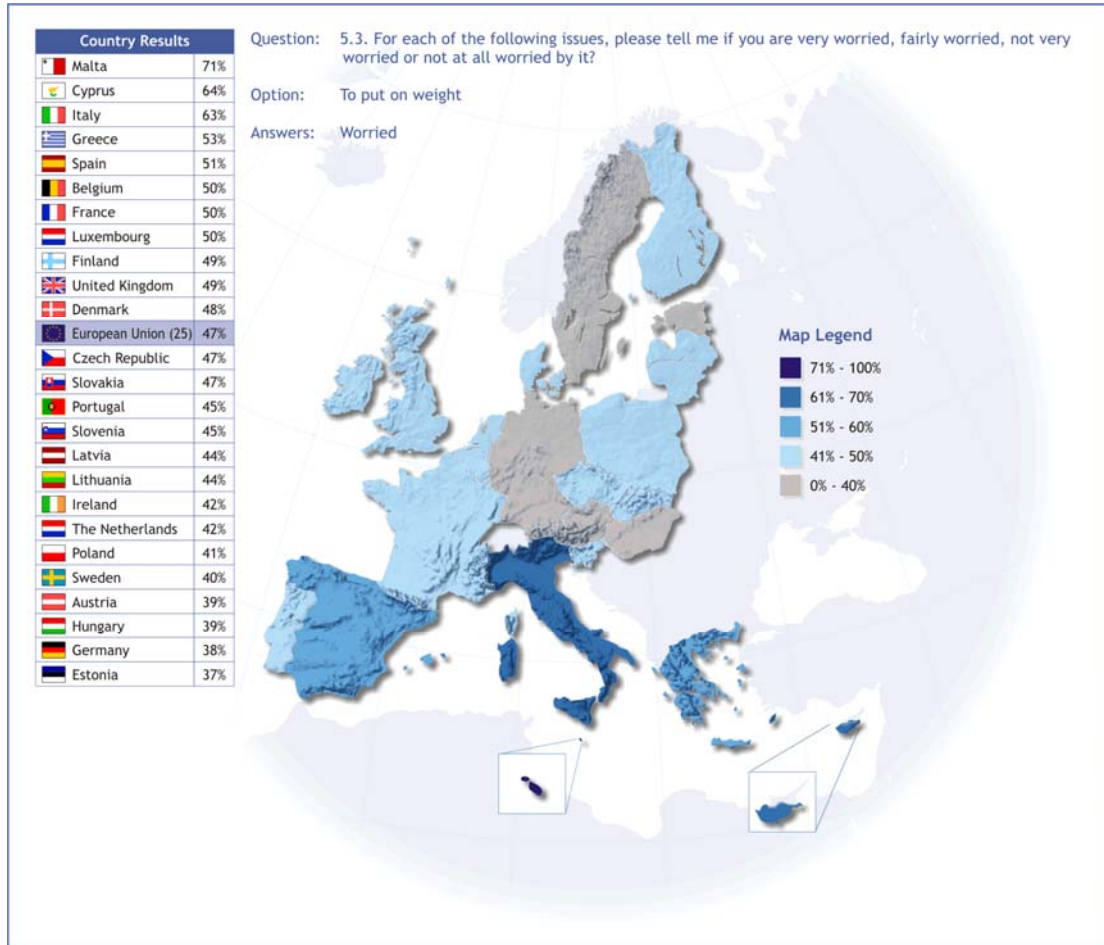 Country Results
Malta 71%
Cyprus 64%
Italy 63%
Greece 53%
Spain 51%
Belgium 50%
France 50%
Luxembourg 50%
Finland 49%
United Kingdom 49%
Denmark 48%
European Union (25) 47%
Czech Republic 47%
Slovakia 47%
Portugal 45%
Slovenia 45%
Latvia 44%
Lithuania 44%
Ireland 42%
The Netherlands 42%
Poland 41%
Sweden 40%
Austria 39%
Hungary 39%
Germany 38%
Estonia 37%
Question: 5.3. For each of the following issues, please tell me if you are very worried, fairly worried, not very
worried or not at all worried by it?
Option: To put on weight
Answers: Worried
Map Legend
71% - 100%
61% - 70%
51% - 60%
41% - 50%
0% - 40%